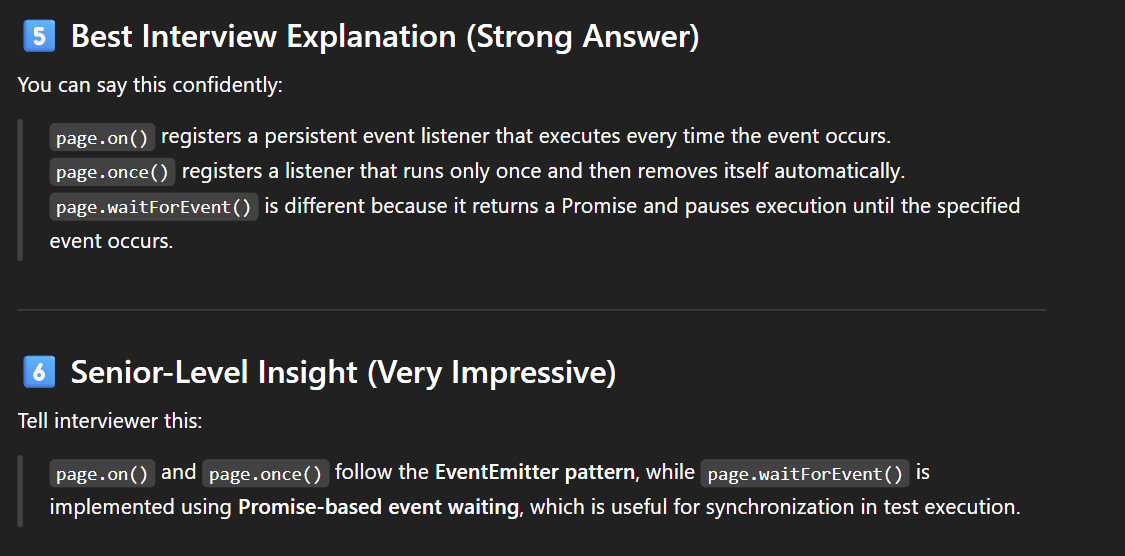 5 Best Interview Explanation (Strong Answer)
You can say this confidently:
page.on() registers a persistent event listener that executes every time the event occurs.
page.once() registers a listener that runs only once and then removes itself automatically.
page.waitForEvent() is different because it returns a Promise and pauses execution until the specified
event occurs.
6 Senior-Level Insight (Very Impressive)
Tell interviewer this:
page.on() and page.once() follow the EventEmitter pattern, while page.waitForEvent() is
implemented using Promise-based event waiting, which is useful for synchronization in test execution.